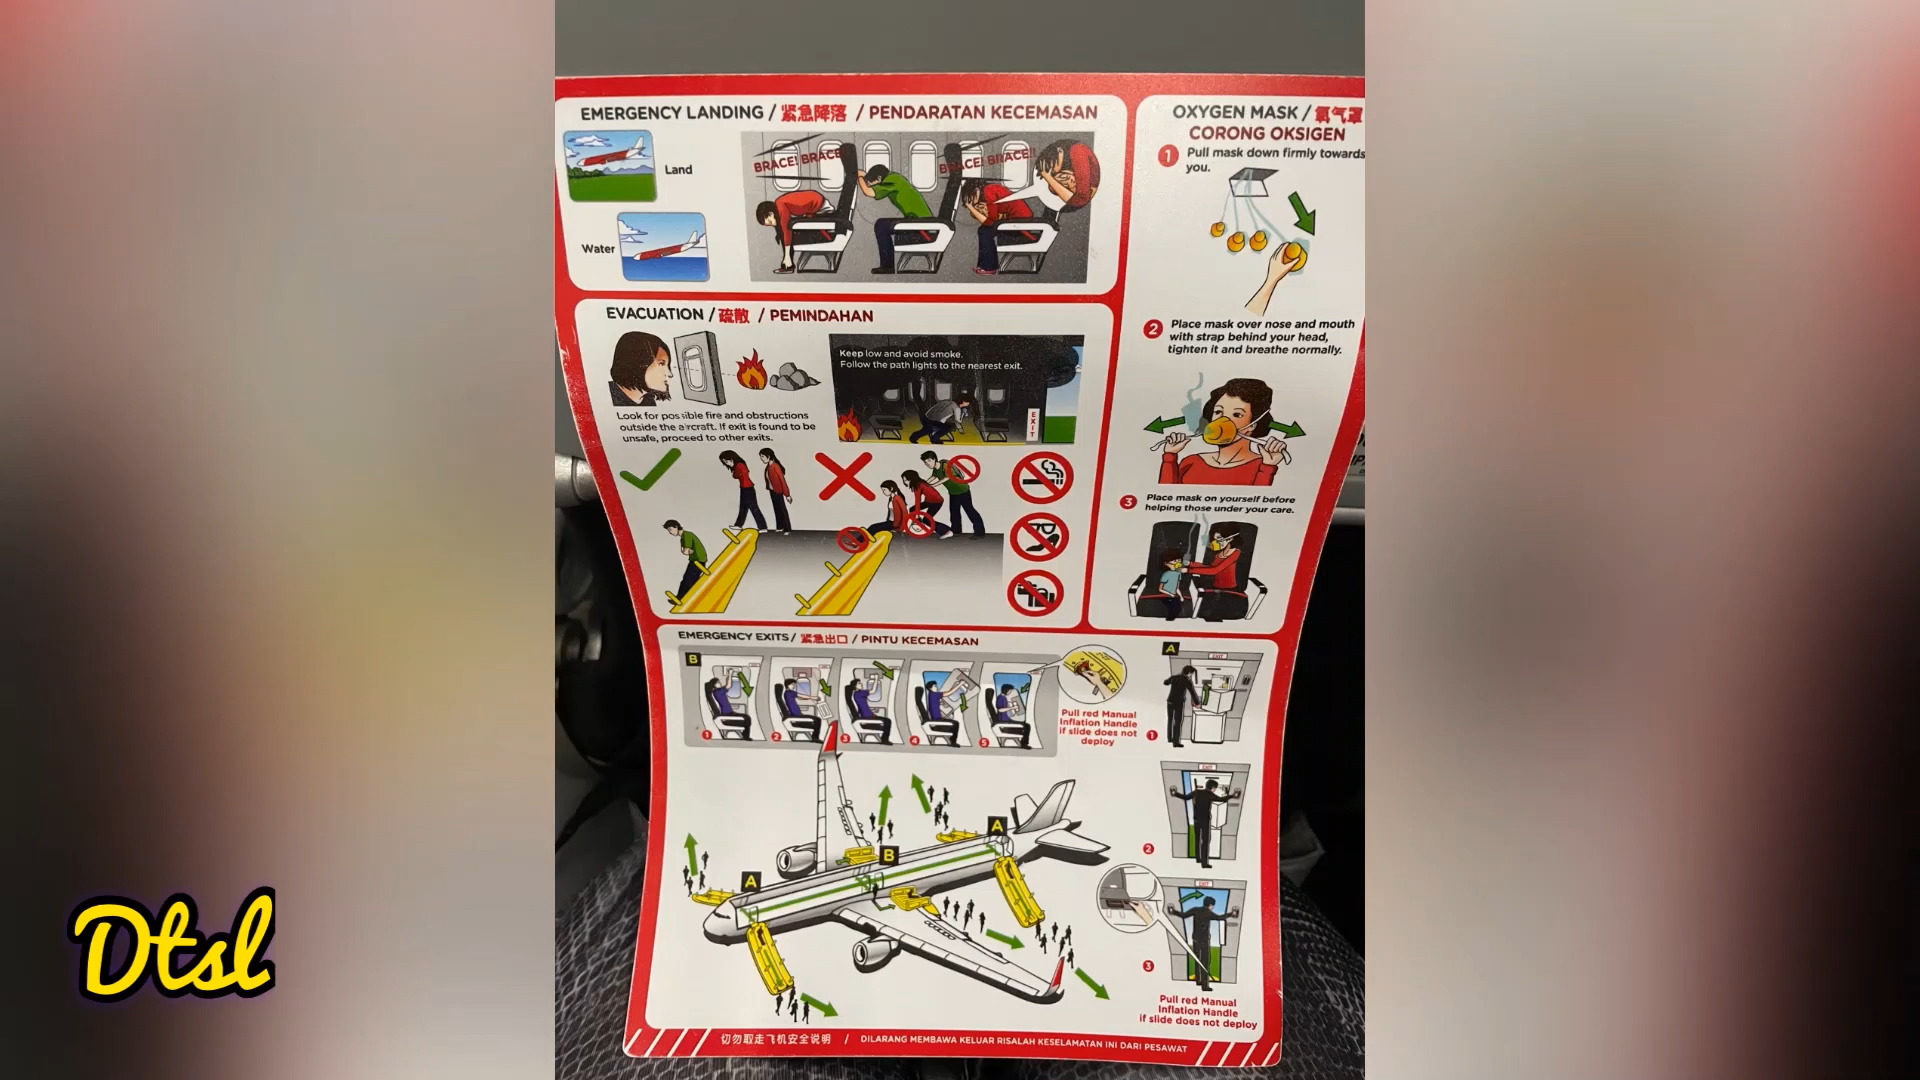 EMERGENCY LANDING / 紧急降落 / PENDARATAN KECEMASAN
Land
Water
BRACE! BRACE
BRACE! BRACE!!
OXYGEN MASK / 氧气罩
CORONG OKSIGEN
1
Pull mask down firmly towards
you.
2
Place mask over nose and mouth
with strap behind your head,
tighten it and breathe normally.
3
Place mask on yourself before
helping those under your care.
EVACUATION / 疏散 / PEMINDAHAN
Look for possible fire and obstructions
outside the aircraft. If exit is found to be
unsafe, proceed to other exits.
Keep low and avoid smoke.
Follow the path lights to the nearest exit.
EXIT
EMERGENCY EXITS / 紧急出口 / PINTU KECEMASAN
B
1
2
3
4
5
Pull red Manual
Inflation Handle
if slide does not
deploy
A
EXIT
1
EXIT
2
EXIT
3
Pull red Manual
Inflation Handle
if slide does not deploy
A
B
A
切勿取走飞机安全说明 / DILARANG MEMBAWA KELUAR RISALAH KESELAMATAN INI DARI PESAWAT
Dtsl